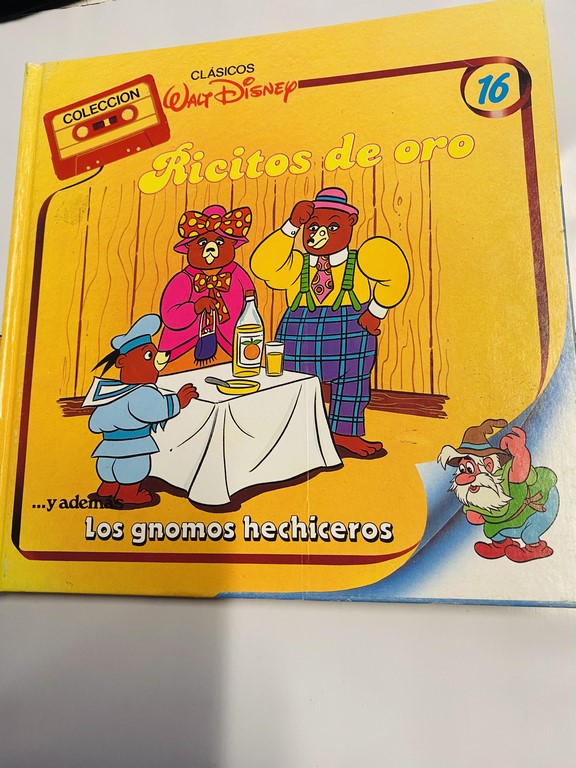 COLECCION
CLÁSICOS
WALT DISNEY
16
Ricitos de oro
...y además
Los gnomos hechiceros